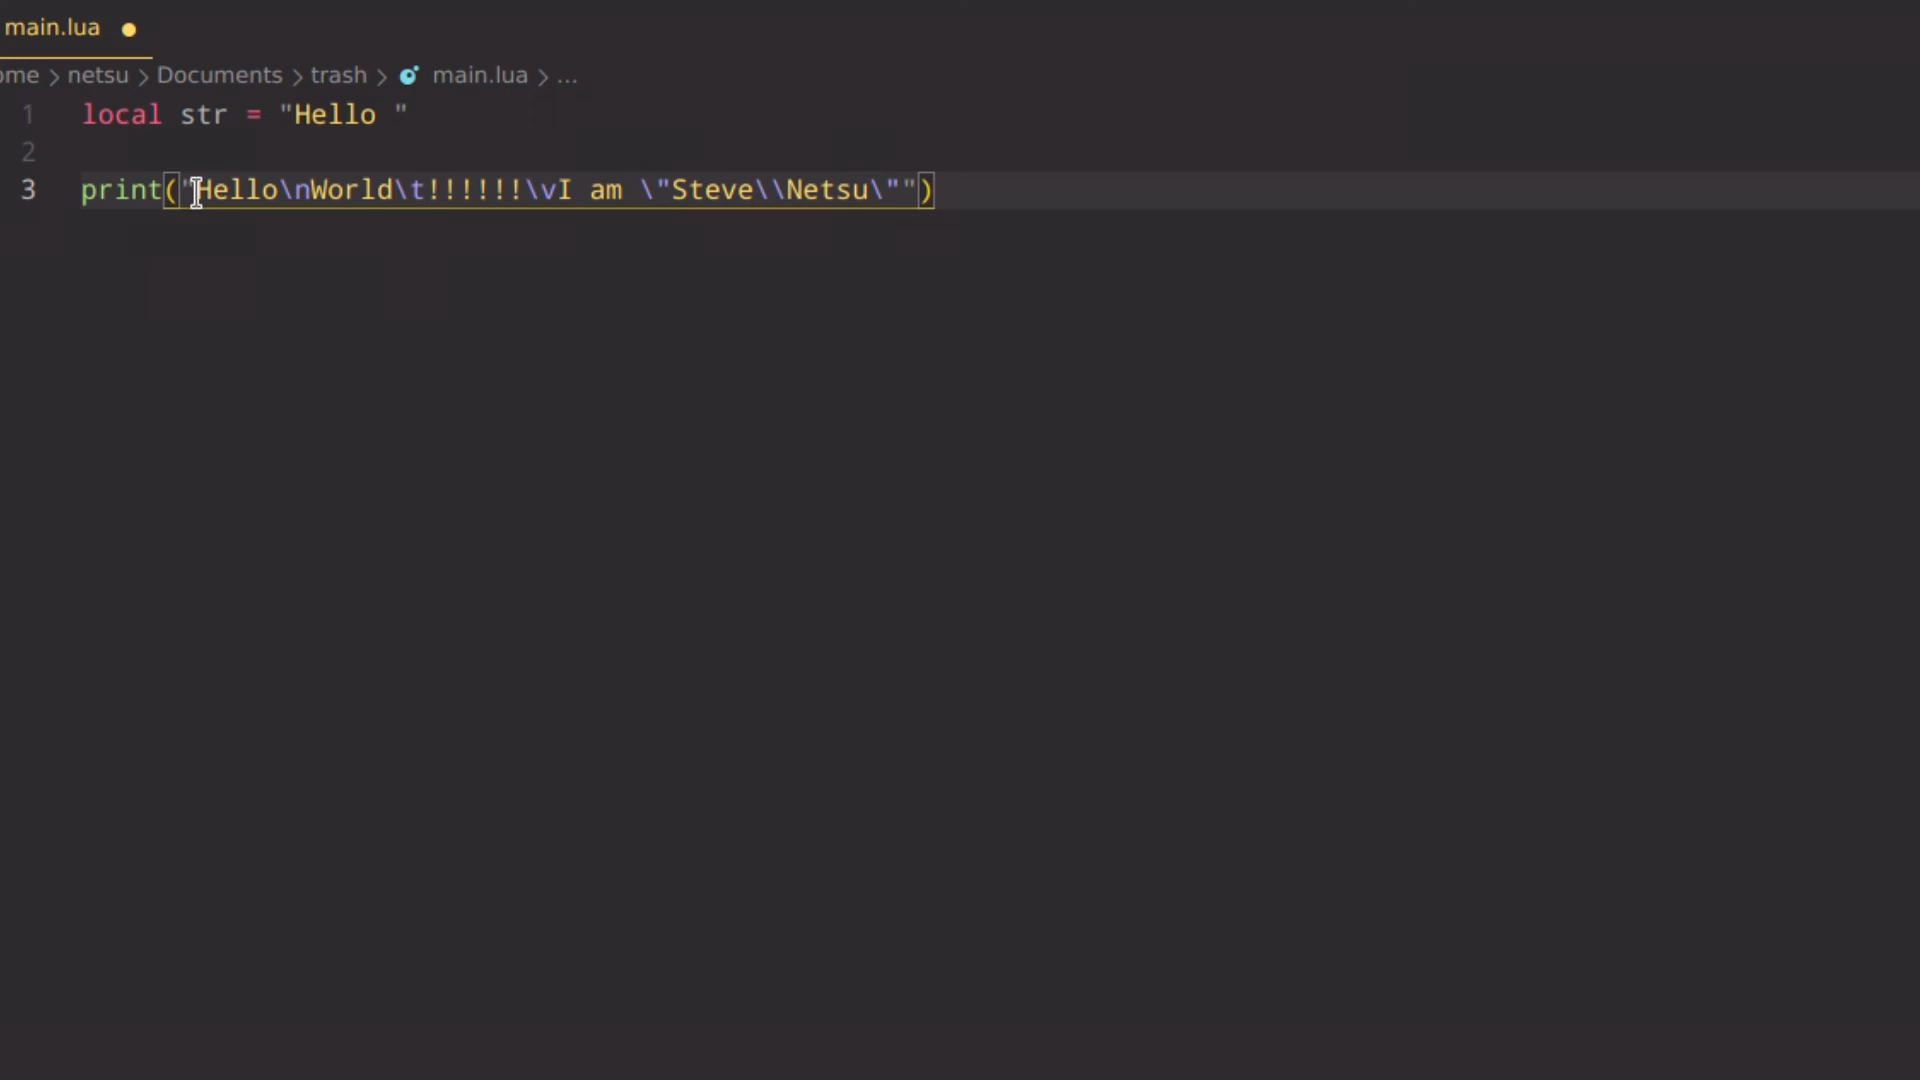 main.lua
ome > netsu > Documents > trash > main.lua > ...
1 local str = "Hello "
2
3 print("Hello\nWorld\t!!!!!!\vI am \"Steve\\Netsu\"")